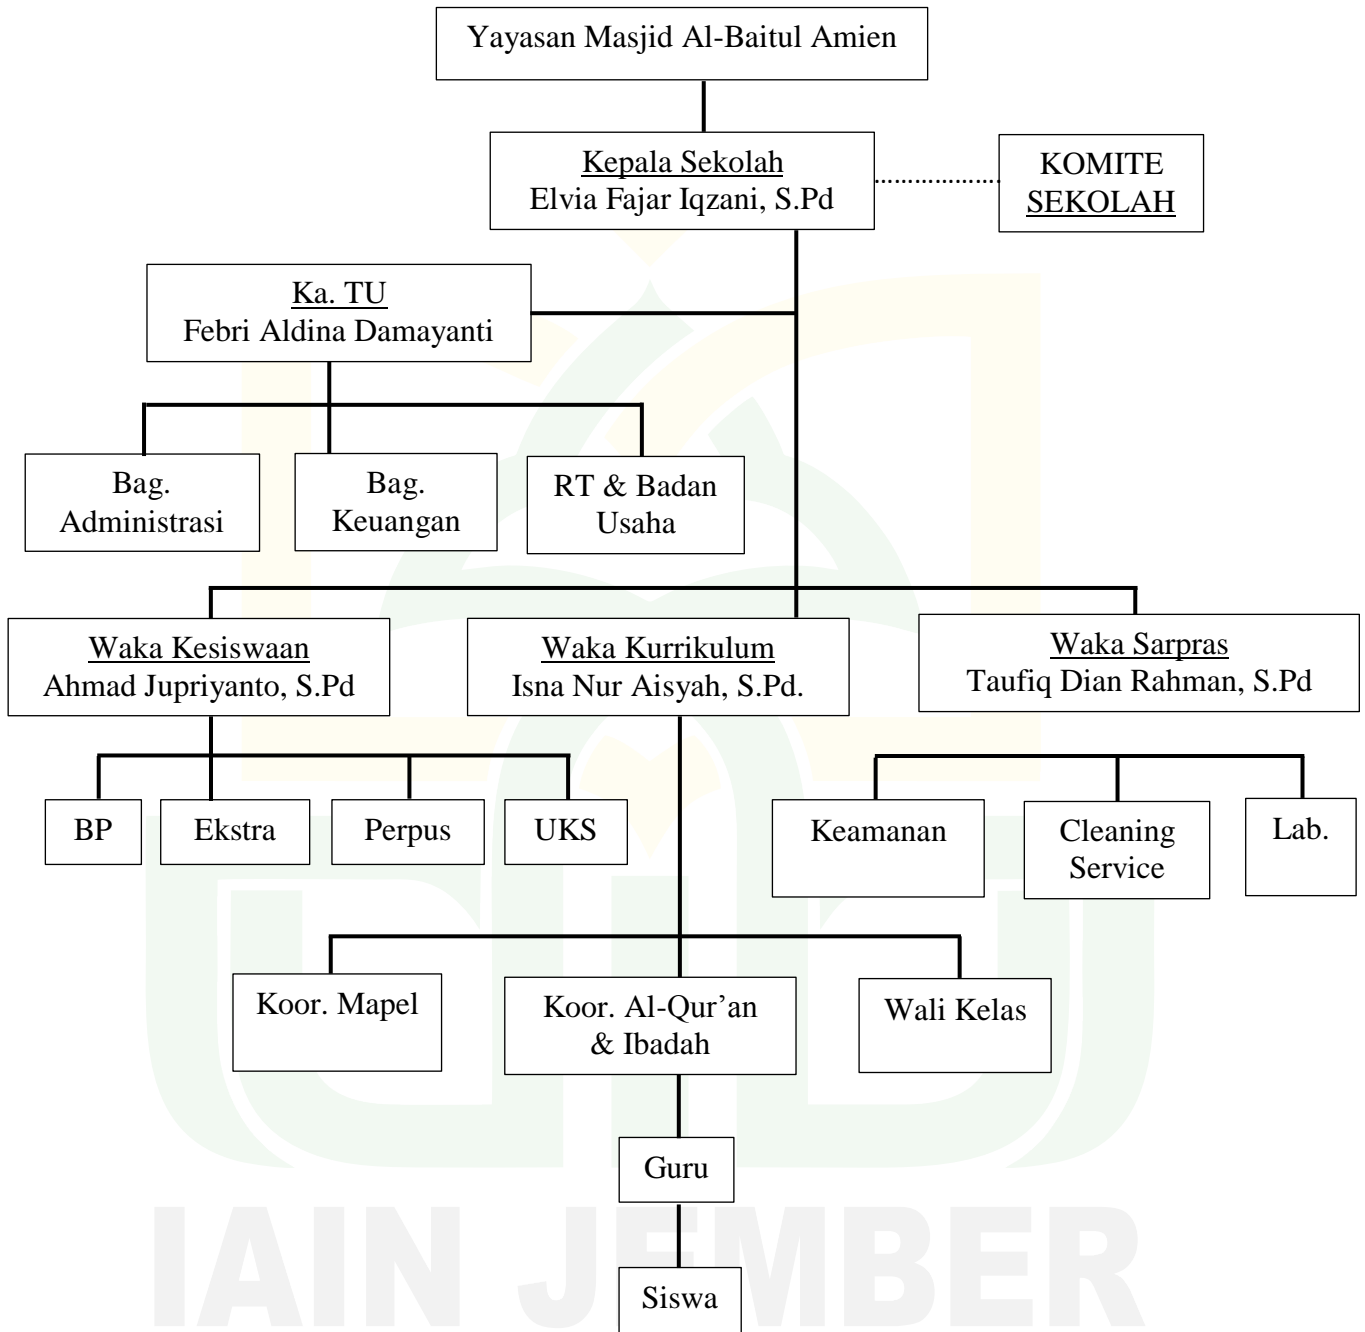 Yayasan Masjid Al-Baitul Amien
Kepala Sekolah
Elvia Fajar Iqzani, S.Pd
KOMITE
SEKOLAH
Ka. TU
Febri Aldina Damayanti
Bag.
Administrasi
Bag.
Keuangan
RT & Badan
Usaha
Waka Kesiswaan
Ahmad Jupriyanto, S.Pd
Waka Kurrikulum
Isna Nur Aisyah, S.Pd.
Waka Sarpras
Taufiq Dian Rahman, S.Pd
BP
Ekstra
Perpus
UKS
Keamanan
Cleaning
Service
Lab.
Koor. Mapel
Koor. Al-Qur’an
& Ibadah
Wali Kelas
Guru
Siswa
IAIN JEMBER